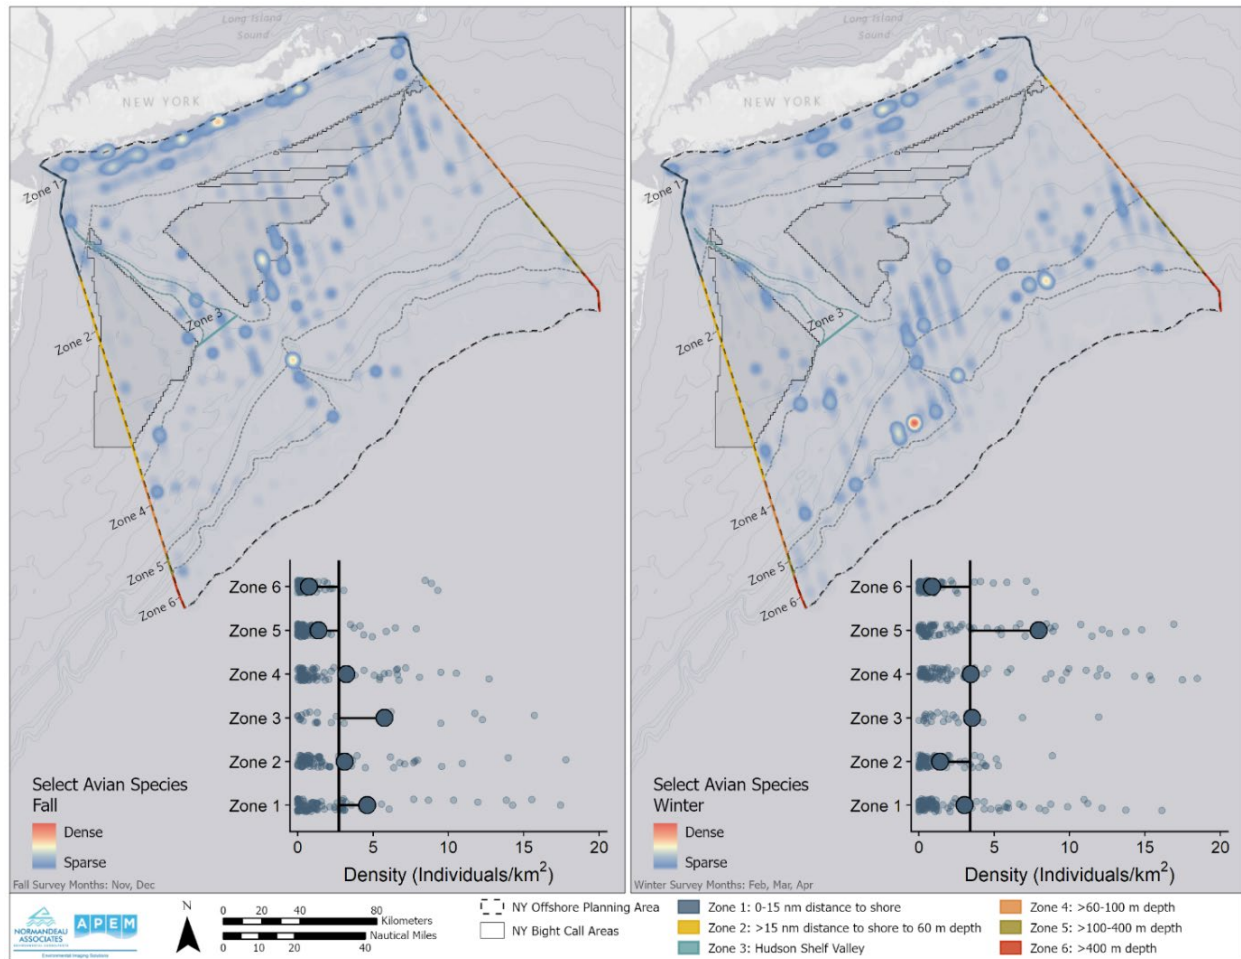 Long Island
Sound
NEW YORK
Zone 1
Zone 2
Zone 3
Zone 4
Zone 5
Zone 6
Zone 6
Zone 5
Zone 4
Zone 3
Zone 2
Zone 1
0 5 10 15 20
Density (Individuals/km²)
Select Avian Species
Fall
Dense
Sparse
Fall Survey Months: Nov, Dec
Long Island
Sound
NEW YORK
Zone 1
Zone 2
Zone 3
Zone 4
Zone 5
Zone 6
Zone 6
Zone 5
Zone 4
Zone 3
Zone 2
Zone 1
0 5 10 15 20
Density (Individuals/km²)
Select Avian Species
Winter
Dense
Sparse
Winter Survey Months: Feb, Mar, Apr
NORMANDEAU
ASSOCIATES
ENVIRONMENTAL CONSULTANTS
APEM
Environmental Imaging Solutions
N
0 20 40 80
Kilometers
Nautical Miles
0 10 20 40
NY Offshore Planning Area
NY Bight Call Areas
Zone 1: 0-15 nm distance to shore
Zone 2: >15 nm distance to shore to 60 m depth
Zone 3: Hudson Shelf Valley
Zone 4: >60-100 m depth
Zone 5: >100-400 m depth
Zone 6: >400 m depth